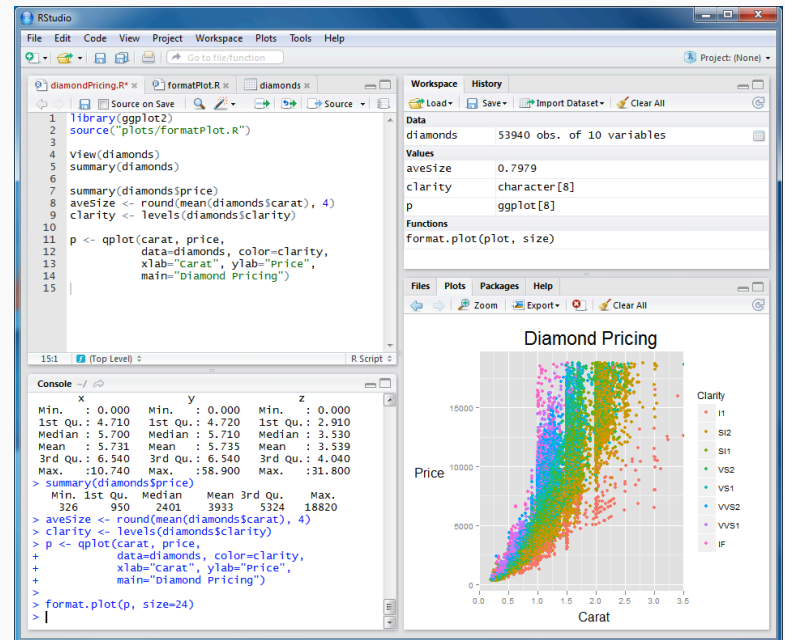 RStudio
File Edit Code View Project Workspace Plots Tools Help
Go to file/function
Project: (None)
diamondPricing.R* formatPlot.R diamonds
Source on Save Source
1 library(ggplot2)
2 source("plots/formatPlot.R")
3
4 View(diamonds)
5 summary(diamonds)
6
7 summary(diamonds$price)
8 aveSize <- round(mean(diamonds$carat), 4)
9 clarity <- levels(diamonds$clarity)
10
11 p <- qplot(carat, price,
12 data=diamonds, color=clarity,
13 xlab="Carat", ylab="Price",
14 main="Diamond Pricing")
15
15:1 (Top Level) R Script
Console ~/
x y z
Min. : 0.000 Min. : 0.000 Min. : 0.000
1st Qu.: 4.710 1st Qu.: 4.720 1st Qu.: 2.910
Median : 5.700 Median : 5.710 Median : 3.530
Mean : 5.731 Mean : 5.735 Mean : 3.539
3rd Qu.: 6.540 3rd Qu.: 6.540 3rd Qu.: 4.040
Max. :10.740 Max. :58.900 Max. :31.800
> summary(diamonds$price)
Min. 1st Qu. Median Mean 3rd Qu. Max.
326 950 2401 3933 5324 18820
> aveSize <- round(mean(diamonds$carat), 4)
> clarity <- levels(diamonds$clarity)
> p <- qplot(carat, price,
+ data=diamonds, color=clarity,
+ xlab="Carat", ylab="Price",
+ main="Diamond Pricing")
>
> format.plot(p, size=24)
>
Workspace History
Load Save Import Dataset Clear All
Data
diamonds 53940 obs. of 10 variables
Values
aveSize 0.7979
clarity character[8]
p ggplot[8]
Functions
format.plot(plot, size)
Files Plots Packages Help
Zoom Export Clear All
Diamond Pricing
Price
15000
10000
5000
0
0.0 0.5 1.0 1.5 2.0 2.5 3.0 3.5
Carat
Clarity
I1
SI2
SI1
VS2
VS1
VVS2
VVS1
IF